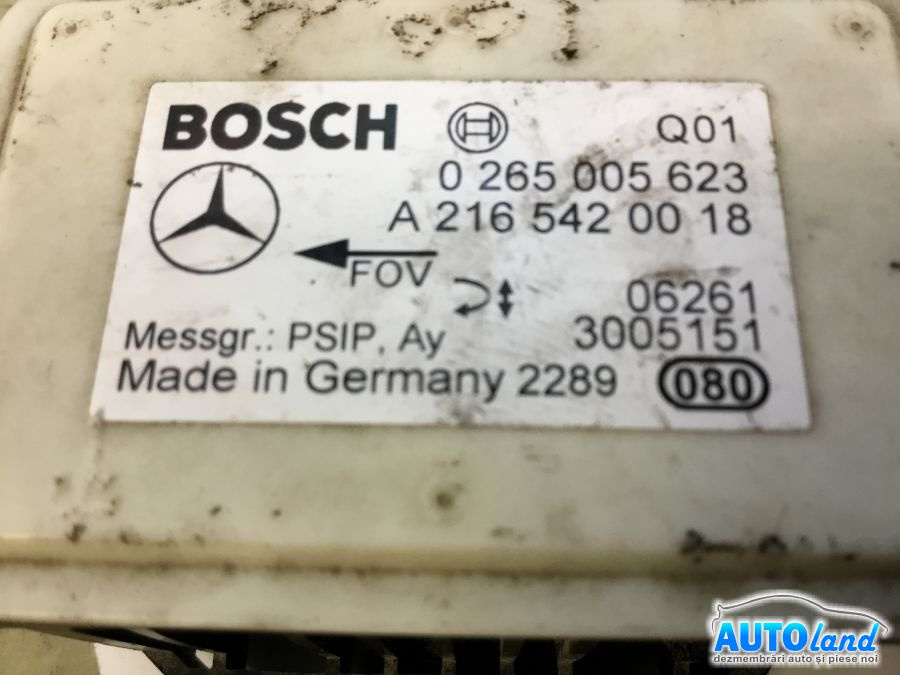 BOSCH
Q01
0 265 005 623
A 216 542 00 18
FOV
06261
Messgr.: PSIP, Ay
3005151
Made in Germany 2289
080
AUTOland
dezmembrări auto și piese noi